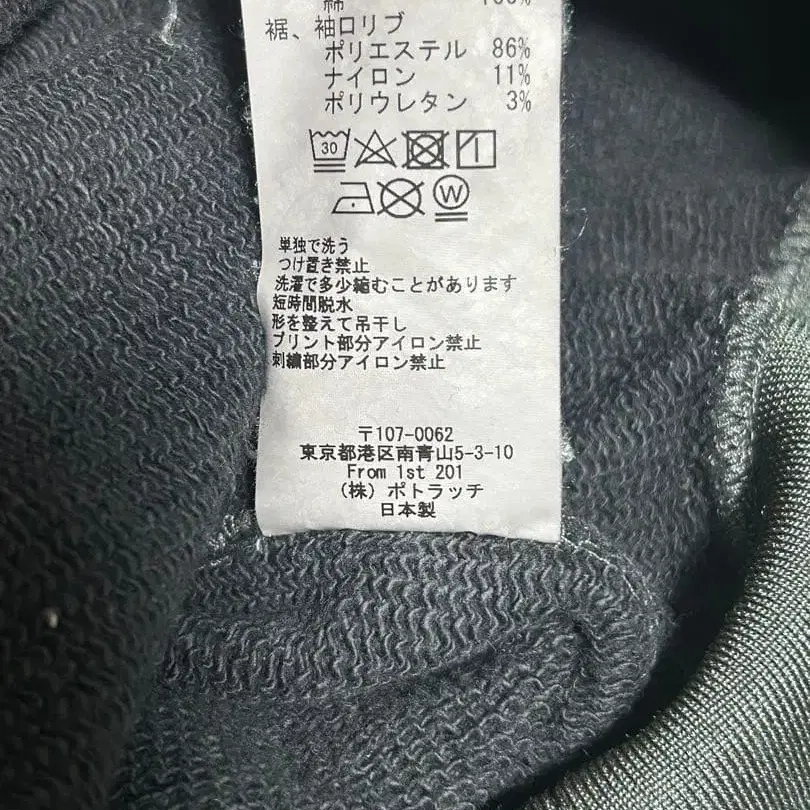 綿 100%
裾、袖口リブ
ポリエステル 86%
ナイロン 11%
ポリウレタン 3%
30
W
単独で洗う
つけ置き禁止
洗濯で多少縮むことがあります
短時間脱水
形を整えて吊干し
プリント部分アイロン禁止
刺繍部分アイロン禁止
〒107-0062
東京都港区南青山5-3-10
From 1st 201
(株) ポトラッチ
日本製